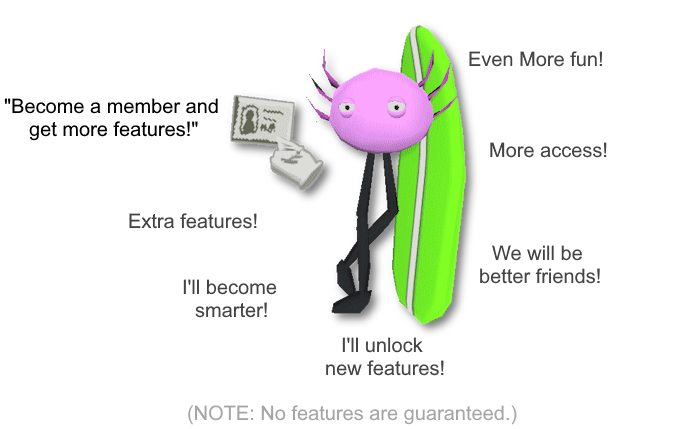 Even More fun!
"Become a member and
get more features!"
More access!
Extra features!
We will be
better friends!
I'll become
smarter!
I'll unlock
new features!
(NOTE: No features are guaranteed.)